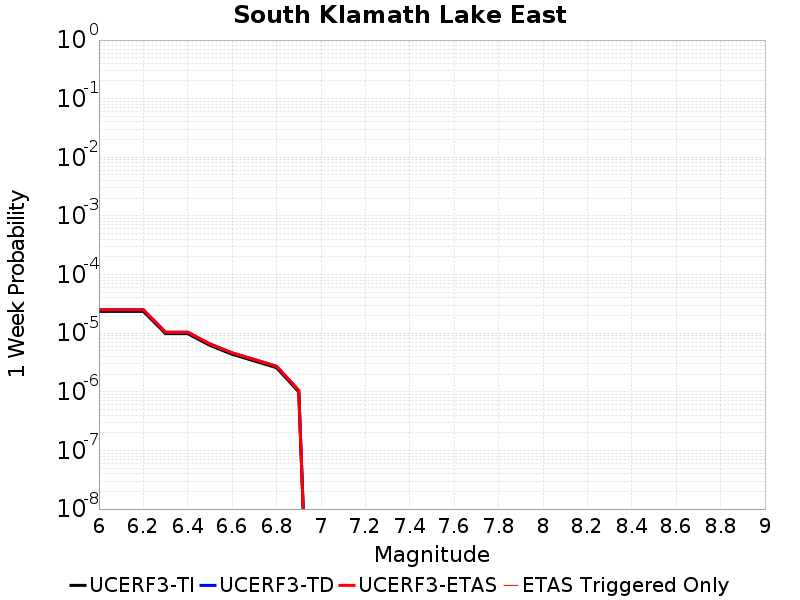 South Klamath Lake East
10^0
10^-1
10^-2
10^-3
10^-4
10^-5
10^-6
10^-7
10^-8
1 Week Probability
6 6.2 6.4 6.6 6.8 7 7.2 7.4 7.6 7.8 8 8.2 8.4 8.6 8.8 9
Magnitude
UCERF3-TI UCERF3-TD UCERF3-ETAS ETAS Triggered Only